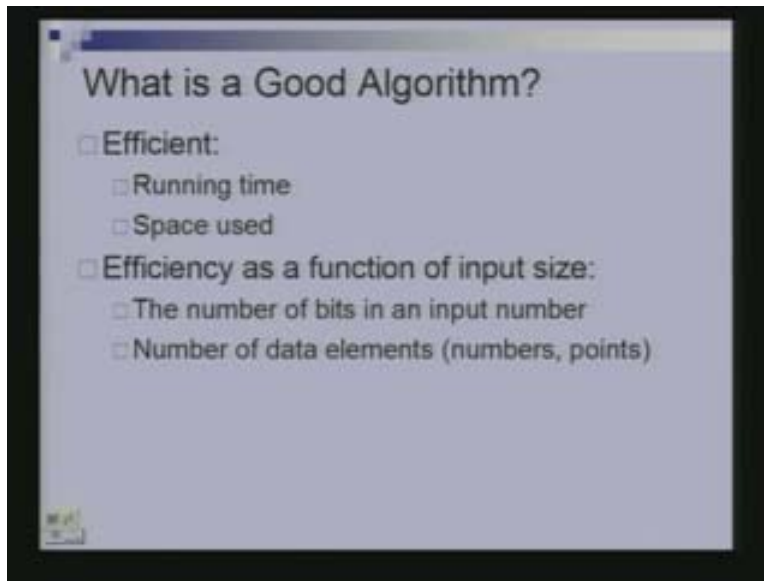 What is a Good Algorithm?
Efficient:
Running time
Space used
Efficiency as a function of input size:
The number of bits in an input number
Number of data elements (numbers, points)